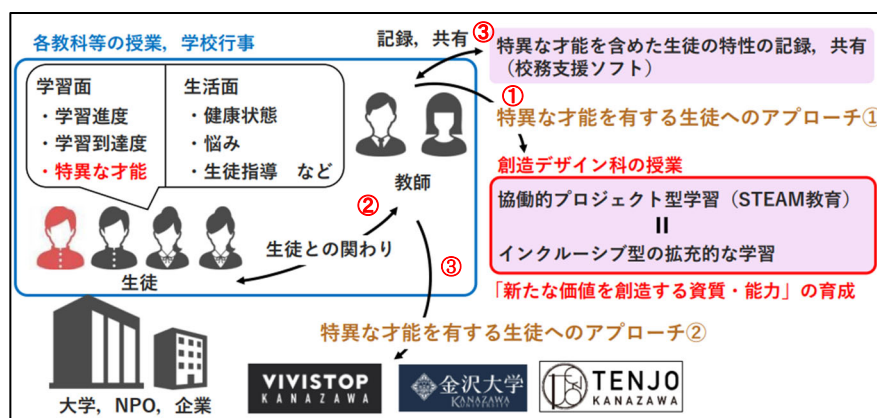 各教科等の授業，学校行事
記録，共有
③
特異な才能を含めた生徒の特性の記録，共有
（校務支援ソフト）
学習面
・学習進度
・学習到達度
・特異な才能
生活面
・健康状態
・悩み
・生徒指導　など
教師
①
特異な才能を有する生徒へのアプローチ①
創造デザイン科の授業
協働的プロジェクト型学習（STEAM教育）
＝
インクルーシブ型の拡充的な学習
「新たな価値を創造する資質・能力」の育成
②
生徒との関わり
生徒
③
特異な才能を有する生徒へのアプローチ②
大学，NPO，企業
VIVISTOP
KANAZAWA
金沢大学
KANAZAWA
UNIVERSITY
TENJO
KANAZAWA